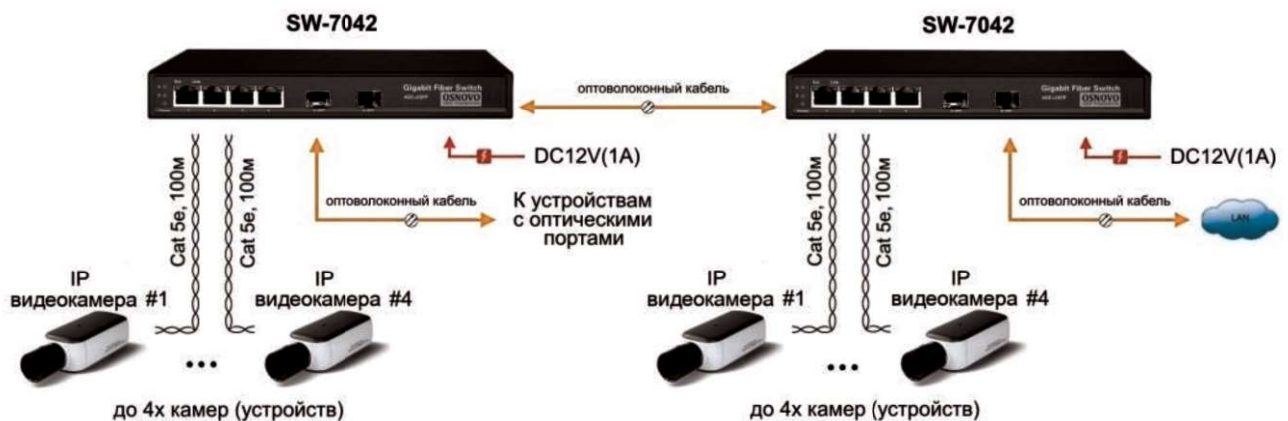 SW-7042
SW-7042
Gigabit Fiber Switch
OSNOVO
оптоволоконный кабель
Gigabit Fiber Switch
OSNOVO
Cat 5e, 100м
Cat 5e, 100м
DC12V(1A)
оптоволоконный кабель
К устройствам
с оптическими
портами
Cat 5e, 100м
Cat 5e, 100м
DC12V(1A)
оптоволоконный кабель
LAN
IP
видеокамера #1
IP
видеокамера #4
IP
видеокамера #1
IP
видеокамера #4
•••
•••
до 4х камер (устройств)
до 4х камер (устройств)